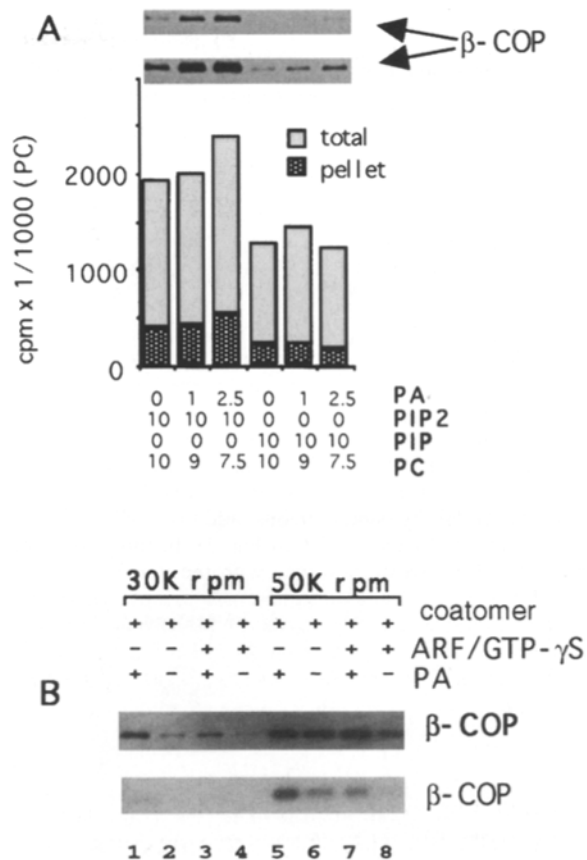 A
β- COP
total
pellet
cpm x 1/1000 (PC)
2000
1000
0
0 1 2.5 0 1 2.5 PA
10 10 10 0 0 0 PIP2
0 0 0 10 10 10 PIP
10 9 7.5 10 9 7.5 PC
30K rpm 50K rpm
+ + + + + + + + coatomer
- - + + - - + + ARF/GTP-γS
+ - + - + - + - PA
B
β- COP
β- COP
1 2 3 4 5 6 7 8